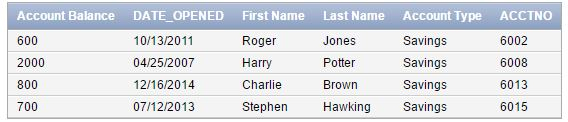 Account Balance DATE_OPENED First Name Last Name Account Type ACCTNO
600 10/13/2011 Roger Jones Savings 6002
2000 04/25/2007 Harry Potter Savings 6008
800 12/16/2014 Charlie Brown Savings 6013
700 07/12/2013 Stephen Hawking Savings 6015